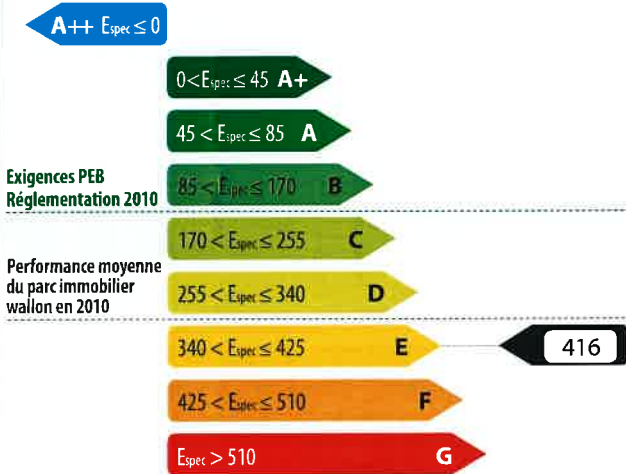 A++ Espec ≤ 0
0 < Espec ≤ 45 A+
45 < Espec ≤ 85 A
Exigences PEB
Réglementation 2010
85 < Espec ≤ 170 B
170 < Espec ≤ 255 C
Performance moyenne
du parc immobilier
wallon en 2010
255 < Espec ≤ 340 D
340 < Espec ≤ 425 E
416
425 < Espec ≤ 510 F
Espec > 510 G